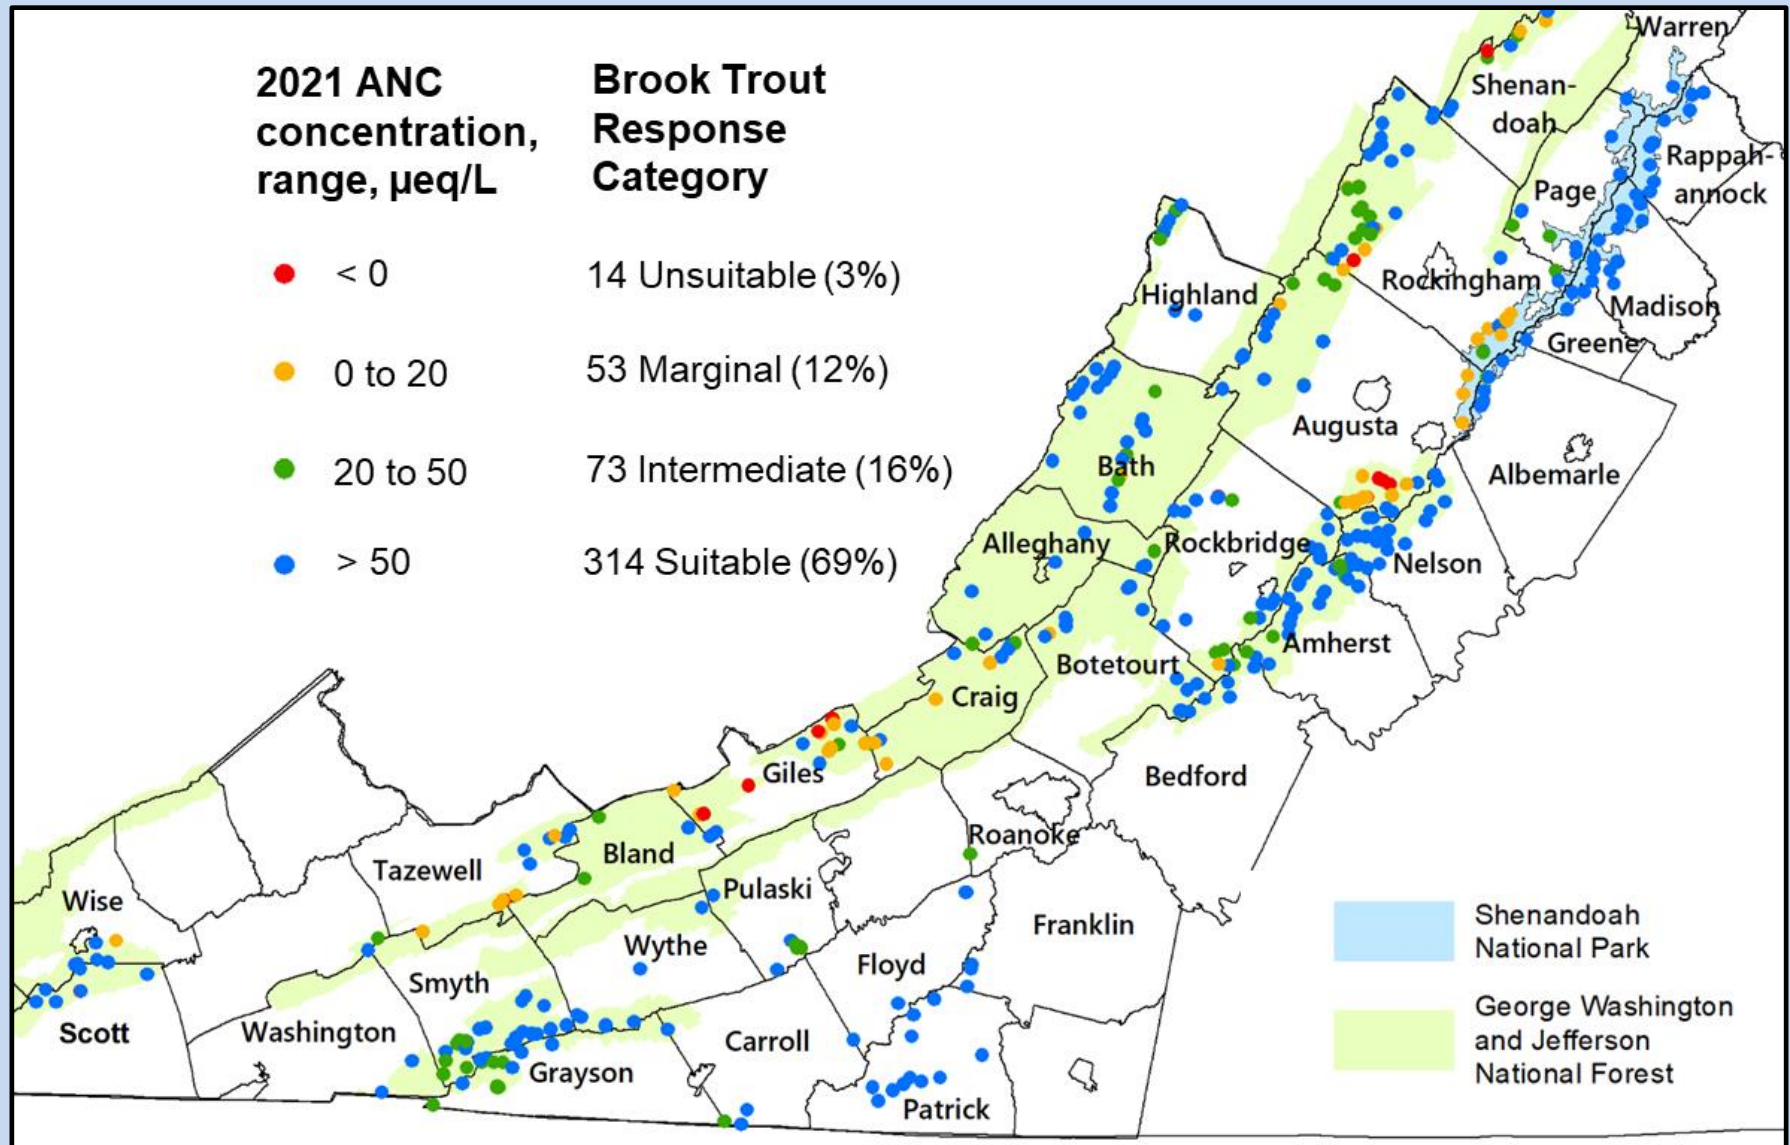 2021 ANC
concentration,
range, µeq/L
Brook Trout
Response
Category
< 0
14 Unsuitable (3%)
0 to 20
53 Marginal (12%)
20 to 50
73 Intermediate (16%)
> 50
314 Suitable (69%)
Warren
Shenan-
doah
Rappah-
annock
Page
Rockingham
Madison
Highland
Greene
Augusta
Albemarle
Bath
Alleghany
Rockbridge
Nelson
Amherst
Botetourt
Craig
Giles
Bedford
Roanoke
Bland
Tazewell
Pulaski
Wise
Franklin
Wythe
Floyd
Smyth
Scott
Washington
Carroll
Grayson
Patrick
Shenandoah
National Park
George Washington
and Jefferson
National Forest